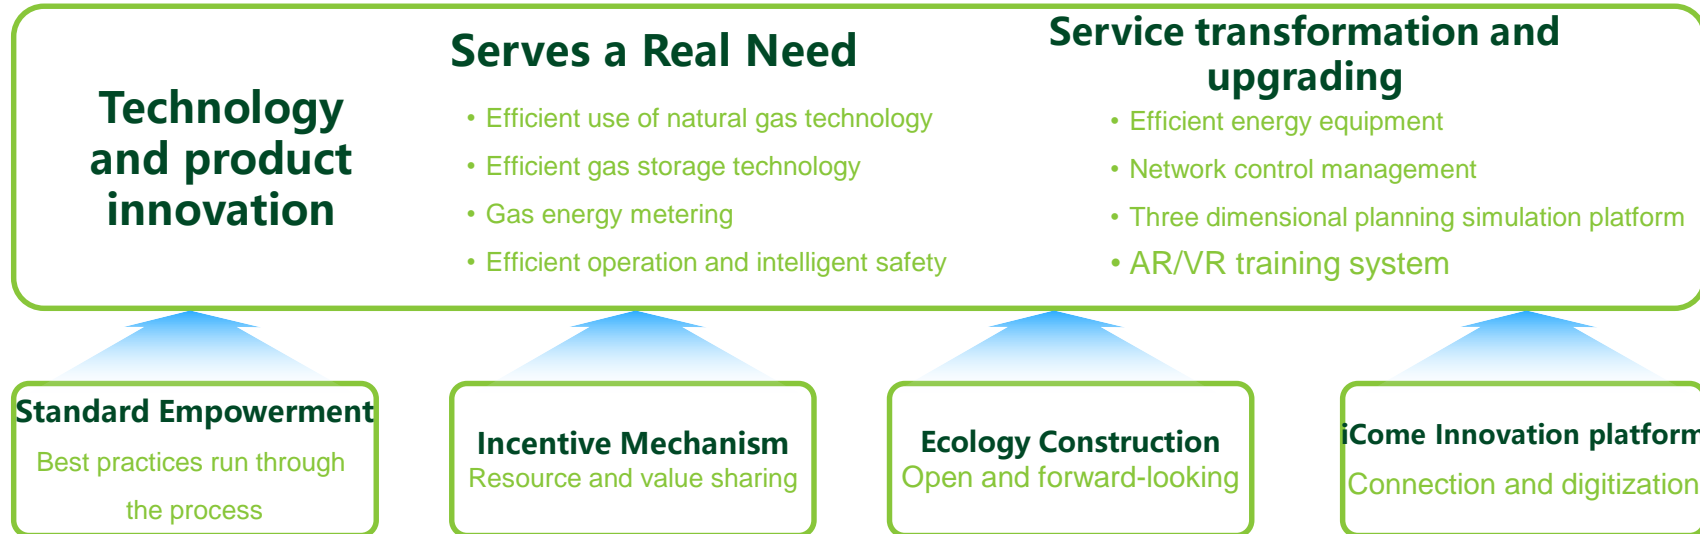 Technology
and product
innovation
Serves a Real Need
• Efficient use of natural gas technology
• Efficient gas storage technology
• Gas energy metering
• Efficient operation and intelligent safety
Service transformation and
upgrading
• Efficient energy equipment
• Network control management
• Three dimensional planning simulation platform
• AR/VR training system
Standard Empowerment
Best practices run through
the process
Incentive Mechanism
Resource and value sharing
Ecology Construction
Open and forward-looking
iCome Innovation platform
Connection and digitization